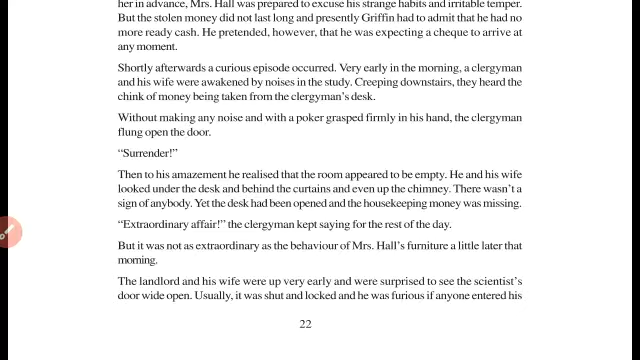 her in advance, Mrs. Hall was prepared to excuse his strange habits and irritable temper.
But the stolen money did not last long and presently Griffin had to admit that he had no
more ready cash. He pretended, however, that he was expecting a cheque to arrive at
any moment.
Shortly afterwards a curious episode occurred. Very early in the morning, a clergyman
and his wife were awakened by noises in the study. Creeping downstairs, they heard the
chink of money being taken from the clergyman’s desk.
Without making any noise and with a poker grasped firmly in his hand, the clergyman
flung open the door.
“Surrender!”
Then to his amazement he realised that the room appeared to be empty. He and his wife
looked under the desk and behind the curtains and even up the chimney. There wasn’t a
sign of anybody. Yet the desk had been opened and the housekeeping money was missing.
“Extraordinary affair!” the clergyman kept saying for the rest of the day.
But it was not as extraordinary as the behaviour of Mrs. Hall’s furniture a little later that
morning.
The landlord and his wife were up very early and were surprised to see the scientist’s
door wide open. Usually, it was shut and locked and he was furious if anyone entered his
22